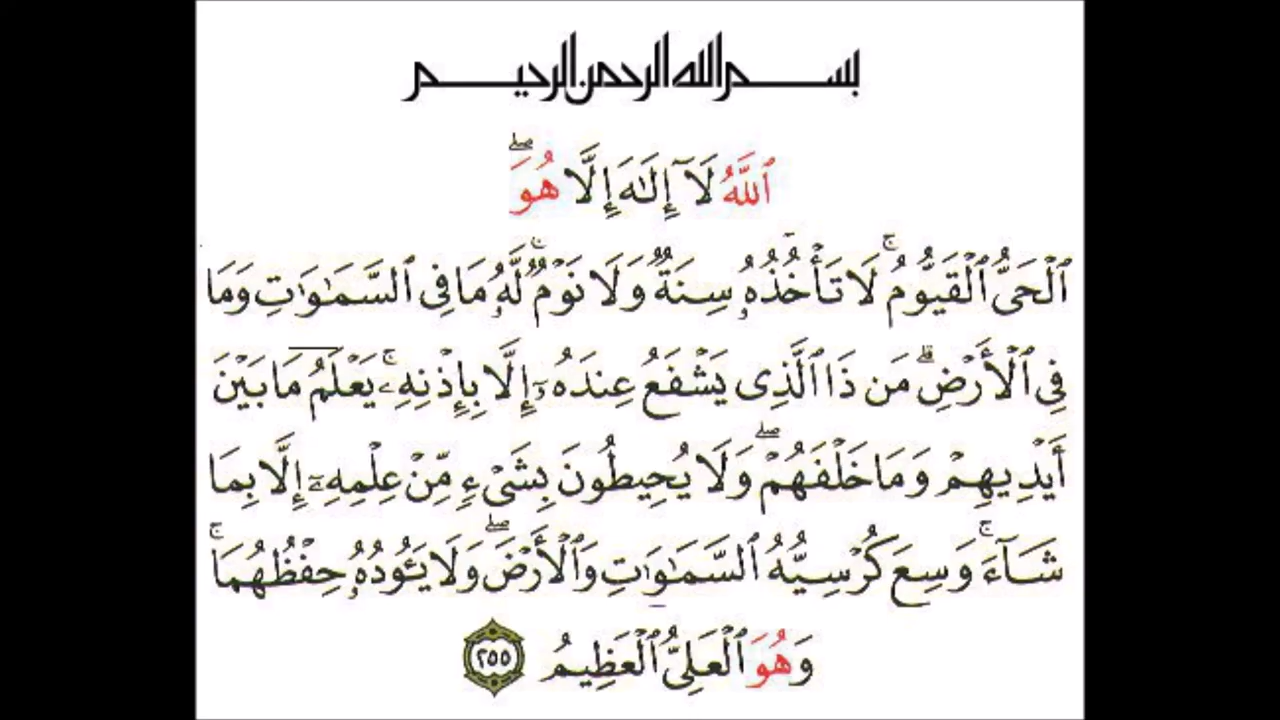 بسم الله الرحمن الرحيم
ٱللَّهُ لَآ إِلَٰهَ إِلَّا هُوَ ۖ
ٱلْحَىُّ ٱلْقَيُّومُ ۚ لَا تَأْخُذُهُۥ سِنَةٌ وَلَا نَوْمٌ ۚ لَّهُۥ مَا فِى ٱلسَّمَٰوَٰتِ وَمَا
فِى ٱلْأَرْضِ ۗ مَن ذَا ٱلَّذِى يَشْفَعُ عِندَهُۥٓ إِلَّا بِإِذْنِهِۦ ۚ يَعْلَمُ مَا بَيْنَ
أَيْدِيهِمْ وَمَا خَلْفَهُمْ ۖ وَلَا يُحِيطُونَ بِشَىْءٍ مِّنْ عِلْمِهِۦٓ إِلَّا بِمَا
شَآءَ ۚ وَسِعَ كُرْسِيُّهُ ٱلسَّمَٰوَٰتِ وَٱلْأَرْضَ ۖ وَلَا يَـُٔودُهُۥ حِفْظُهُمَا ۚ
وَهُوَ ٱلْعَلِىُّ ٱلْعَظِيمُ ٢٥٥